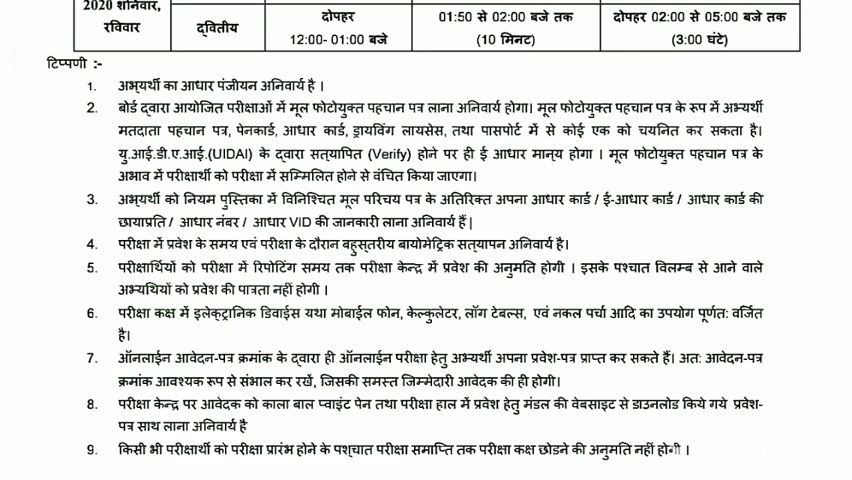 2020 शनिवार,
रविवार
द्वितीय
दोपहर
12:00- 01:00 बजे
01:50 से 02:00 बजे तक
(10 मिनट)
दोपहर 02:00 से 05:00 बजे तक
(3:00 घंटे)
टिप्पणी :-
1. अभ्यर्थी का आधार पंजीयन अनिवार्य है ।
2. बोर्ड द्वारा आयोजित परीक्षाओं में मूल फोटोयुक्त पहचान पत्र लाना अनिवार्य होगा। मूल फोटोयुक्त पहचान पत्र के रूप में अभ्यर्थी
मतदाता पहचान पत्र, पेनकार्ड, आधार कार्ड, ड्रायविंग लायसेस, तथा पासपोर्ट में से कोई एक को चयनित कर सकता है।
यु.आई.डी.ए.आई.(UIDAI) के द्वारा सत्यापित (Verify) होने पर ही ई आधार मान्य होगा । मूल फोटोयुक्त पहचान पत्र के
अभाव में परीक्षार्थी को परीक्षा में सम्मिलित होने से वंचित किया जाएगा।
3. अभ्यर्थी को नियम पुस्तिका में विनिश्चित मूल परिचय पत्र के अतिरिक्त अपना आधार कार्ड / ई-आधार कार्ड / आधार कार्ड की
छायाप्रति / आधार नंबर / आधार VID की जानकारी लाना अनिवार्य हैं |
4. परीक्षा में प्रवेश के समय एवं परीक्षा के दौरान बहुस्तरीय बायोमेट्रिक सत्यापन अनिवार्य है।
5. परीक्षार्थियों को परीक्षा में रिपोटिंग समय तक परीक्षा केन्द्र में प्रवेश की अनुमति होगी । इसके पश्चात विलम्ब से आने वाले
अभ्यथियों को प्रवेश की पात्रता नहीं होगी ।
6. परीक्षा कक्ष में इलेक्ट्रानिक डिवाईस यथा मोबाईल फोन, केल्कुलेटर, लॉग टेबल्स, एवं नकल पर्चा आदि का उपयोग पूर्णत: वर्जित
है।
7. ऑनलाईन आवेदन-पत्र क्रमांक के द्वारा ही ऑनलाईन परीक्षा हेतु अभ्यर्थी अपना प्रवेश-पत्र प्राप्त कर सकते हैं। अत: आवेदन-पत्र
क्रमांक आवश्यक रूप से संभाल कर रखें, जिसकी समस्त जिम्मेदारी आवेदक की ही होगी।
8. परीक्षा केन्द्र पर आवेदक को काला बाल प्वाइंट पेन तथा परीक्षा हाल में प्रवेश हेतु मंडल की वेबसाइट से डाउनलोड किये गये प्रवेश-
पत्र साथ लाना अनिवार्य है
9. किसी भी परीक्षार्थी को परीक्षा प्रारंभ होने के पश्चात परीक्षा समाप्ति तक परीक्षा कक्ष छोडने की अनुमति नहीं होगी ।